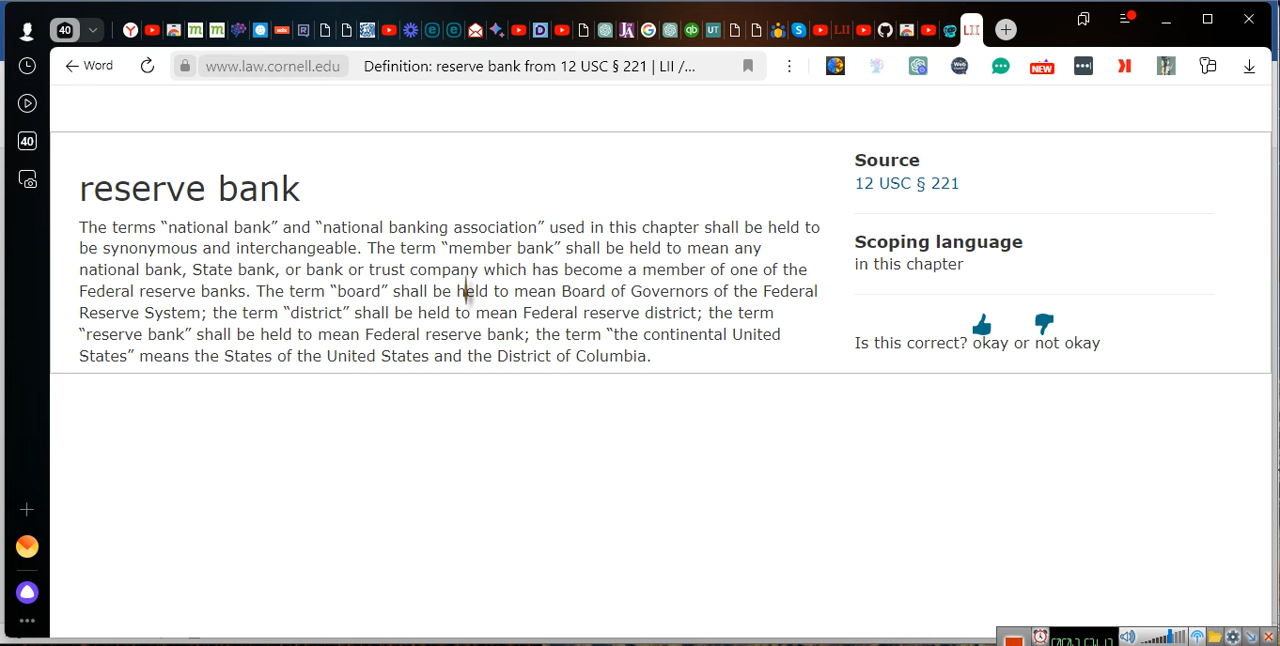 40
Word
www.law.cornell.edu
Definition: reserve bank from 12 USC § 221 | LII /...
NEW
40
reserve bank
The terms “national bank” and “national banking association” used in this chapter shall be held to
be synonymous and interchangeable. The term “member bank” shall be held to mean any
national bank, State bank, or bank or trust company which has become a member of one of the
Federal reserve banks. The term “board” shall be held to mean Board of Governors of the Federal
Reserve System; the term “district” shall be held to mean Federal reserve district; the term
“reserve bank” shall be held to mean Federal reserve bank; the term “the continental United
States” means the States of the United States and the District of Columbia.
Source
12 USC § 221
Scoping language
in this chapter
Is this correct? okay or not okay